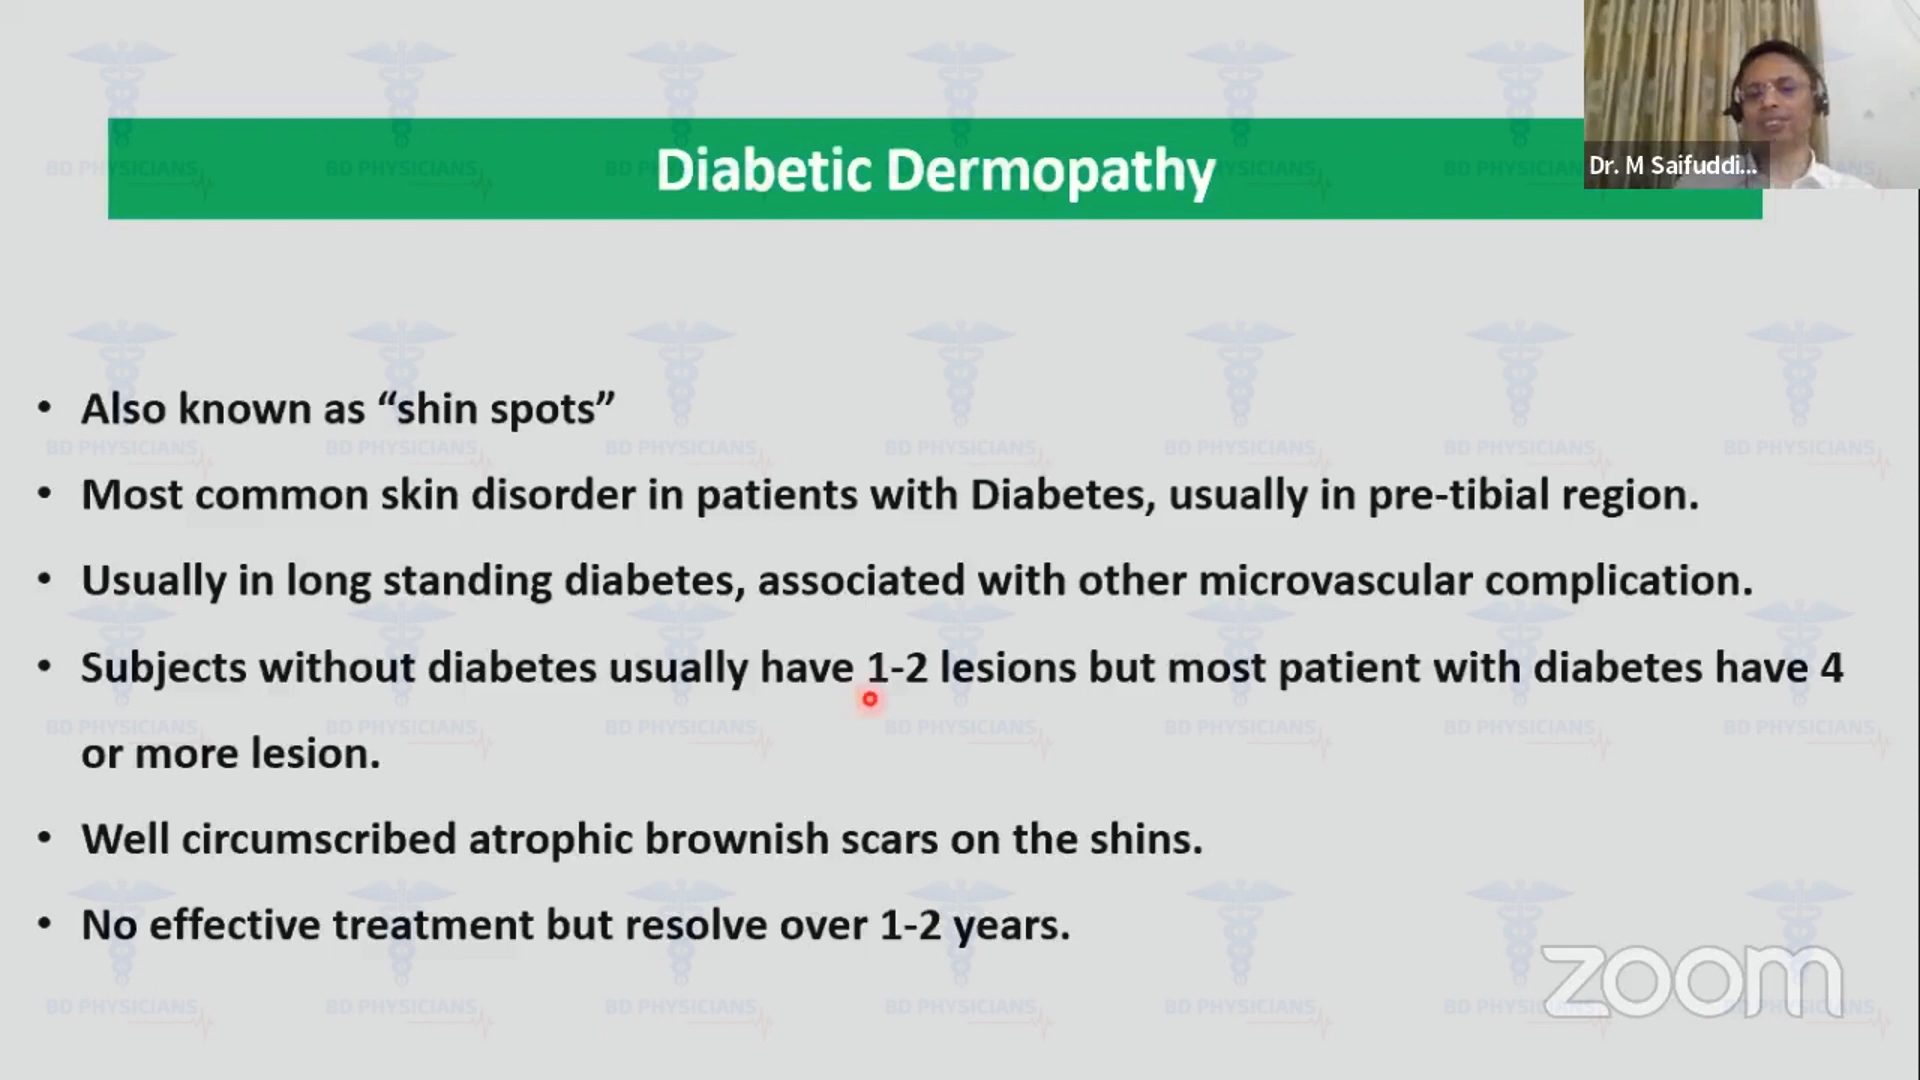 Diabetic Dermopathy
Dr. M Saifuddi...
• Also known as “shin spots”
• Most common skin disorder in patients with Diabetes, usually in pre-tibial region.
• Usually in long standing diabetes, associated with other microvascular complication.
• Subjects without diabetes usually have 1-2 lesions but most patient with diabetes have 4
or more lesion.
• Well circumscribed atrophic brownish scars on the shins.
• No effective treatment but resolve over 1-2 years.
zoom
BD PHYSICIANS